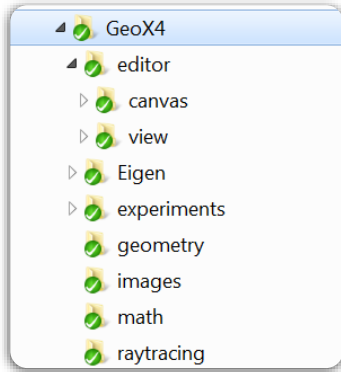 GeoX4
editor
canvas
view
Eigen
experiments
geometry
images
math
raytracing